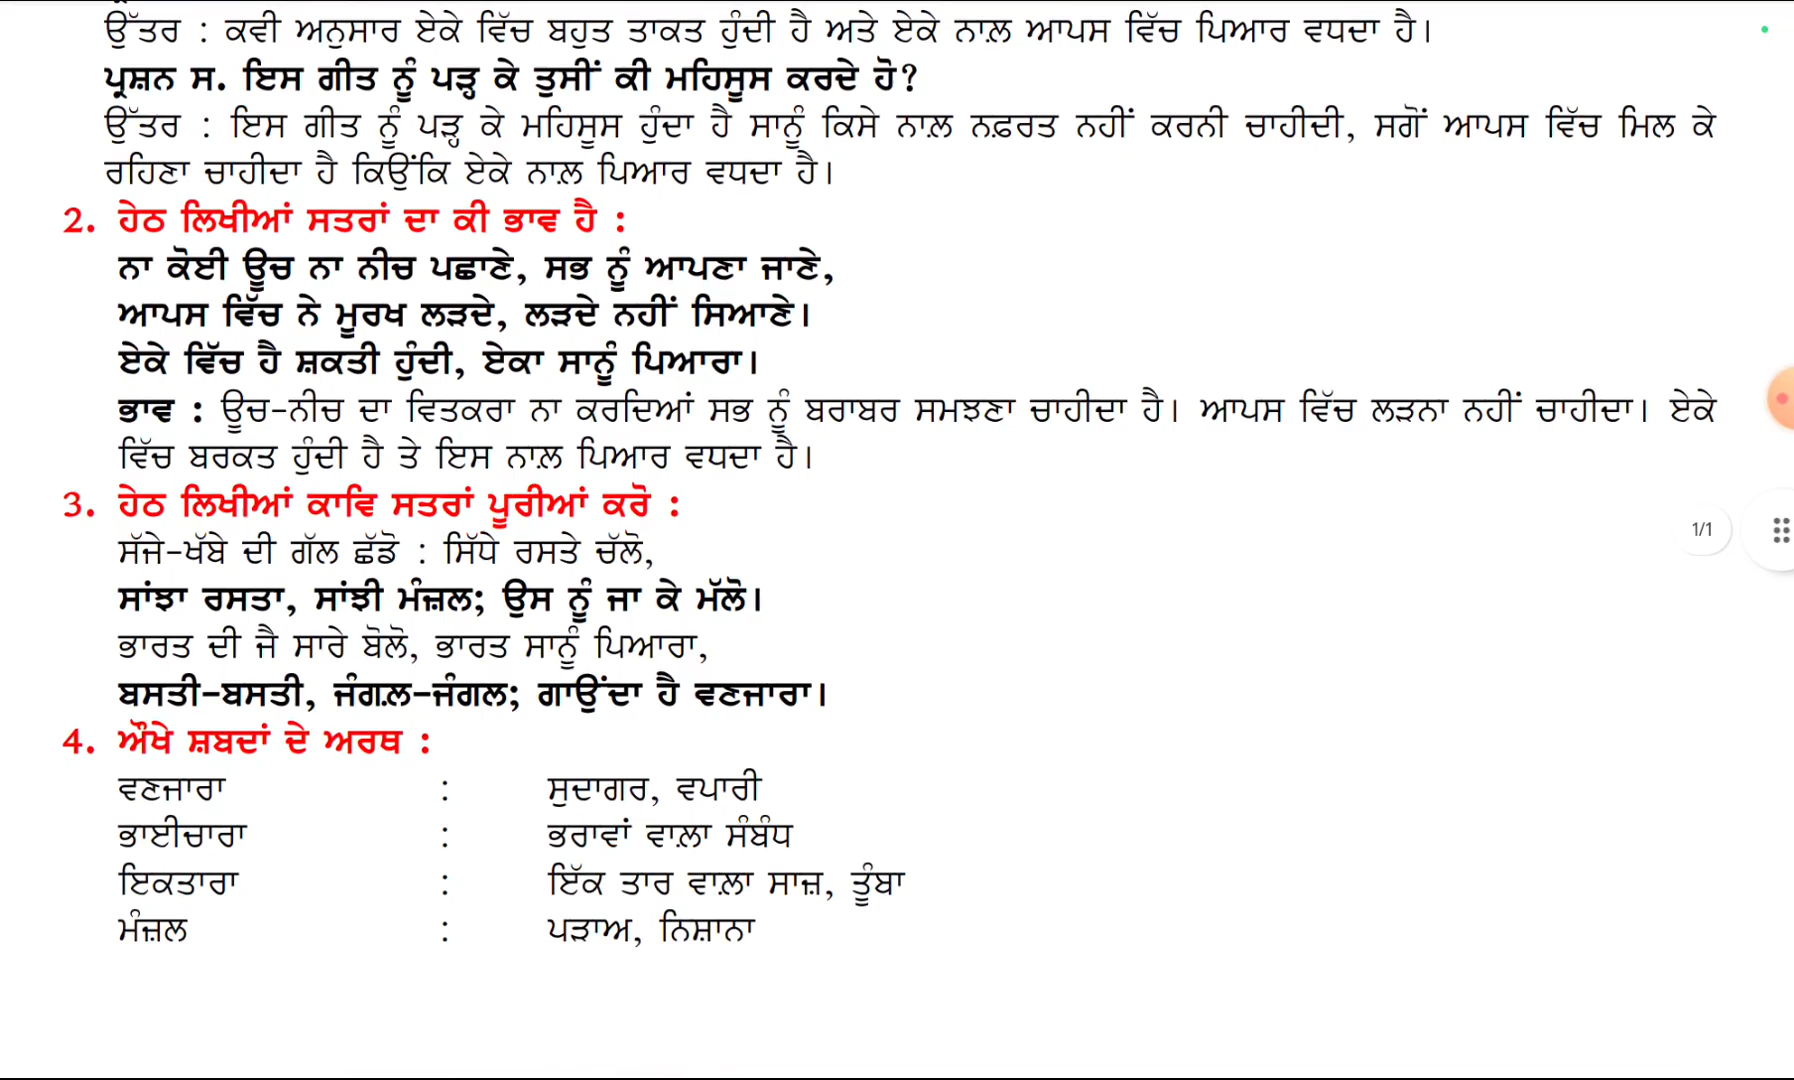 ਉੱਤਰ : ਕਵੀ ਅਨੁਸਾਰ ਏਕੇ ਵਿੱਚ ਬਹੁਤ ਤਾਕਤ ਹੁੰਦੀ ਹੈ ਅਤੇ ਏਕੇ ਨਾਲ਼ ਆਪਸ ਵਿੱਚ ਪਿਆਰ ਵਧਦਾ ਹੈ।
ਪ੍ਰਸ਼ਨ ਸ. ਇਸ ਗੀਤ ਨੂੰ ਪੜ੍ਹ ਕੇ ਤੁਸੀਂ ਕੀ ਮਹਿਸੂਸ ਕਰਦੇ ਹੋ?
ਉੱਤਰ : ਇਸ ਗੀਤ ਨੂੰ ਪੜ੍ਹ ਕੇ ਮਹਿਸੂਸ ਹੁੰਦਾ ਹੈ ਸਾਨੂੰ ਕਿਸੇ ਨਾਲ਼ ਨਫ਼ਰਤ ਨਹੀਂ ਕਰਨੀ ਚਾਹੀਦੀ, ਸਗੋਂ ਆਪਸ ਵਿੱਚ ਮਿਲ ਕੇ
ਰਹਿਣਾ ਚਾਹੀਦਾ ਹੈ ਕਿਉਂਕਿ ਏਕੇ ਨਾਲ਼ ਪਿਆਰ ਵਧਦਾ ਹੈ।
2. ਹੇਠ ਲਿਖੀਆਂ ਸਤਰਾਂ ਦਾ ਕੀ ਭਾਵ ਹੈ :
ਨਾ ਕੋਈ ਊਚ ਨਾ ਨੀਚ ਪਛਾਣੇ, ਸਭ ਨੂੰ ਆਪਣਾ ਜਾਣੇ,
ਆਪਸ ਵਿੱਚ ਨੇ ਮੂਰਖ ਲੜਦੇ, ਲੜਦੇ ਨਹੀਂ ਸਿਆਣੇ।
ਏਕੇ ਵਿੱਚ ਹੈ ਸ਼ਕਤੀ ਹੁੰਦੀ, ਏਕਾ ਸਾਨੂੰ ਪਿਆਰਾ।
ਭਾਵ : ਊਚ-ਨੀਚ ਦਾ ਵਿਤਕਰਾ ਨਾ ਕਰਦਿਆਂ ਸਭ ਨੂੰ ਬਰਾਬਰ ਸਮਝਣਾ ਚਾਹੀਦਾ ਹੈ। ਆਪਸ ਵਿੱਚ ਲੜਨਾ ਨਹੀਂ ਚਾਹੀਦਾ। ਏਕੇ
ਵਿੱਚ ਬਰਕਤ ਹੁੰਦੀ ਹੈ ਤੇ ਇਸ ਨਾਲ਼ ਪਿਆਰ ਵਧਦਾ ਹੈ।
3. ਹੇਠ ਲਿਖੀਆਂ ਕਾਵਿ ਸਤਰਾਂ ਪੂਰੀਆਂ ਕਰੋ :
ਸੱਜੇ-ਖੱਬੇ ਦੀ ਗੱਲ ਛੱਡੋ : ਸਿੱਧੇ ਰਸਤੇ ਚੱਲੋ,
ਸਾਂਝਾ ਰਸਤਾ, ਸਾਂਝੀ ਮੰਜ਼ਲ; ਉਸ ਨੂੰ ਜਾ ਕੇ ਮੱਲੋ।
ਭਾਰਤ ਦੀ ਜੈ ਸਾਰੇ ਬੋਲੋ, ਭਾਰਤ ਸਾਨੂੰ ਪਿਆਰਾ,
ਬਸਤੀ-ਬਸਤੀ, ਜੰਗਲ਼-ਜੰਗਲ; ਗਾਉਂਦਾ ਹੈ ਵਣਜਾਰਾ।
4. ਔਖੇ ਸ਼ਬਦਾਂ ਦੇ ਅਰਥ :
ਵਣਜਾਰਾ : ਸੁਦਾਗਰ, ਵਪਾਰੀ
ਭਾਈਚਾਰਾ : ਭਰਾਵਾਂ ਵਾਲ਼ਾ ਸੰਬੰਧ
ਇਕਤਾਰਾ : ਇੱਕ ਤਾਰ ਵਾਲ਼ਾ ਸਾਜ਼, ਤੂੰਬਾ
ਮੰਜ਼ਲ : ਪੜਾਅ, ਨਿਸ਼ਾਨਾ
1/1